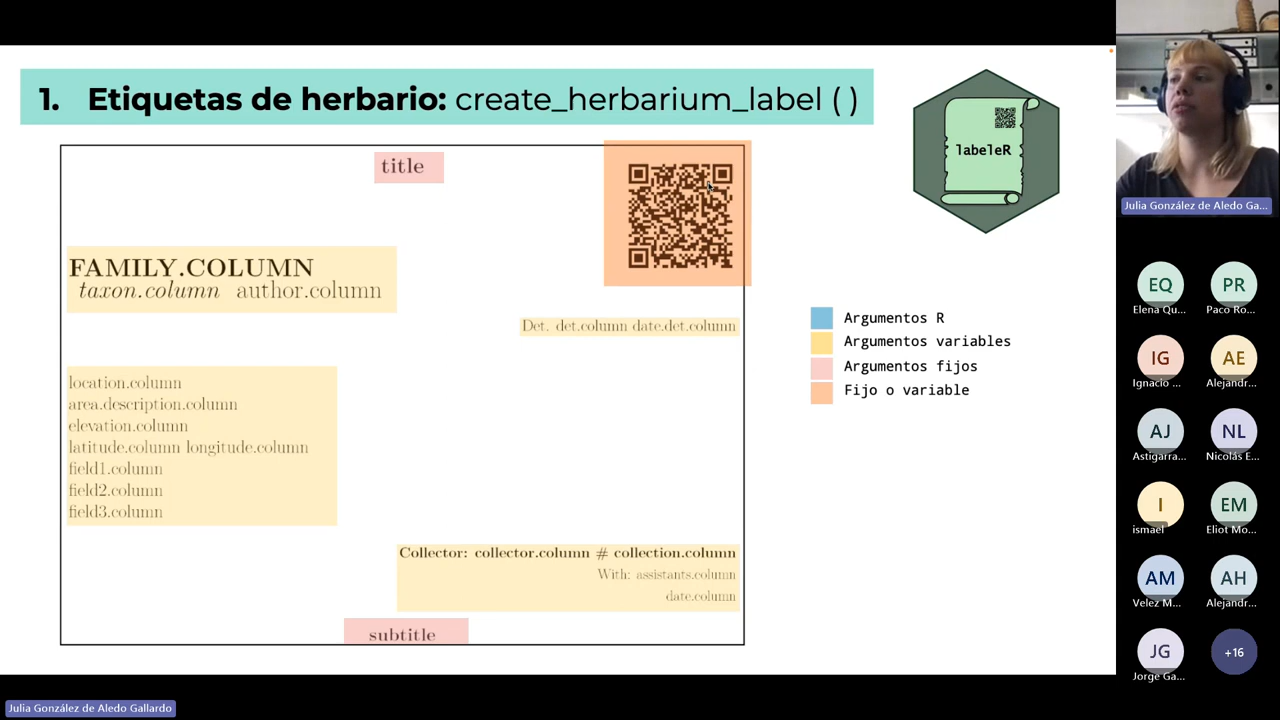 1. Etiquetas de herbario: create_herbarium_label ( )
title
FAMILY.COLUMN
taxon.column author.column
Det. det.column date.det.column
location.column
area.description.column
elevation.column
latitude.column longitude.column
field1.column
field2.column
field3.column
Collector: collector.column # collection.column
With: assistants.column
date.column
subtitle
labeleR
Argumentos R
Argumentos variables
Argumentos fijos
Fijo o variable
Julia González de Aledo Ga...
EQ
Elena Qu...
PR
Paco Ro...
IG
Ignacio ...
AE
Alejandr...
AJ
Astigarra...
NL
Nicolás E...
I
ismael
EM
Eliot Mo...
AM
Velez M...
AH
Alejandr...
JG
Jorge Ga...
+16
Julia González de Aledo Gallardo